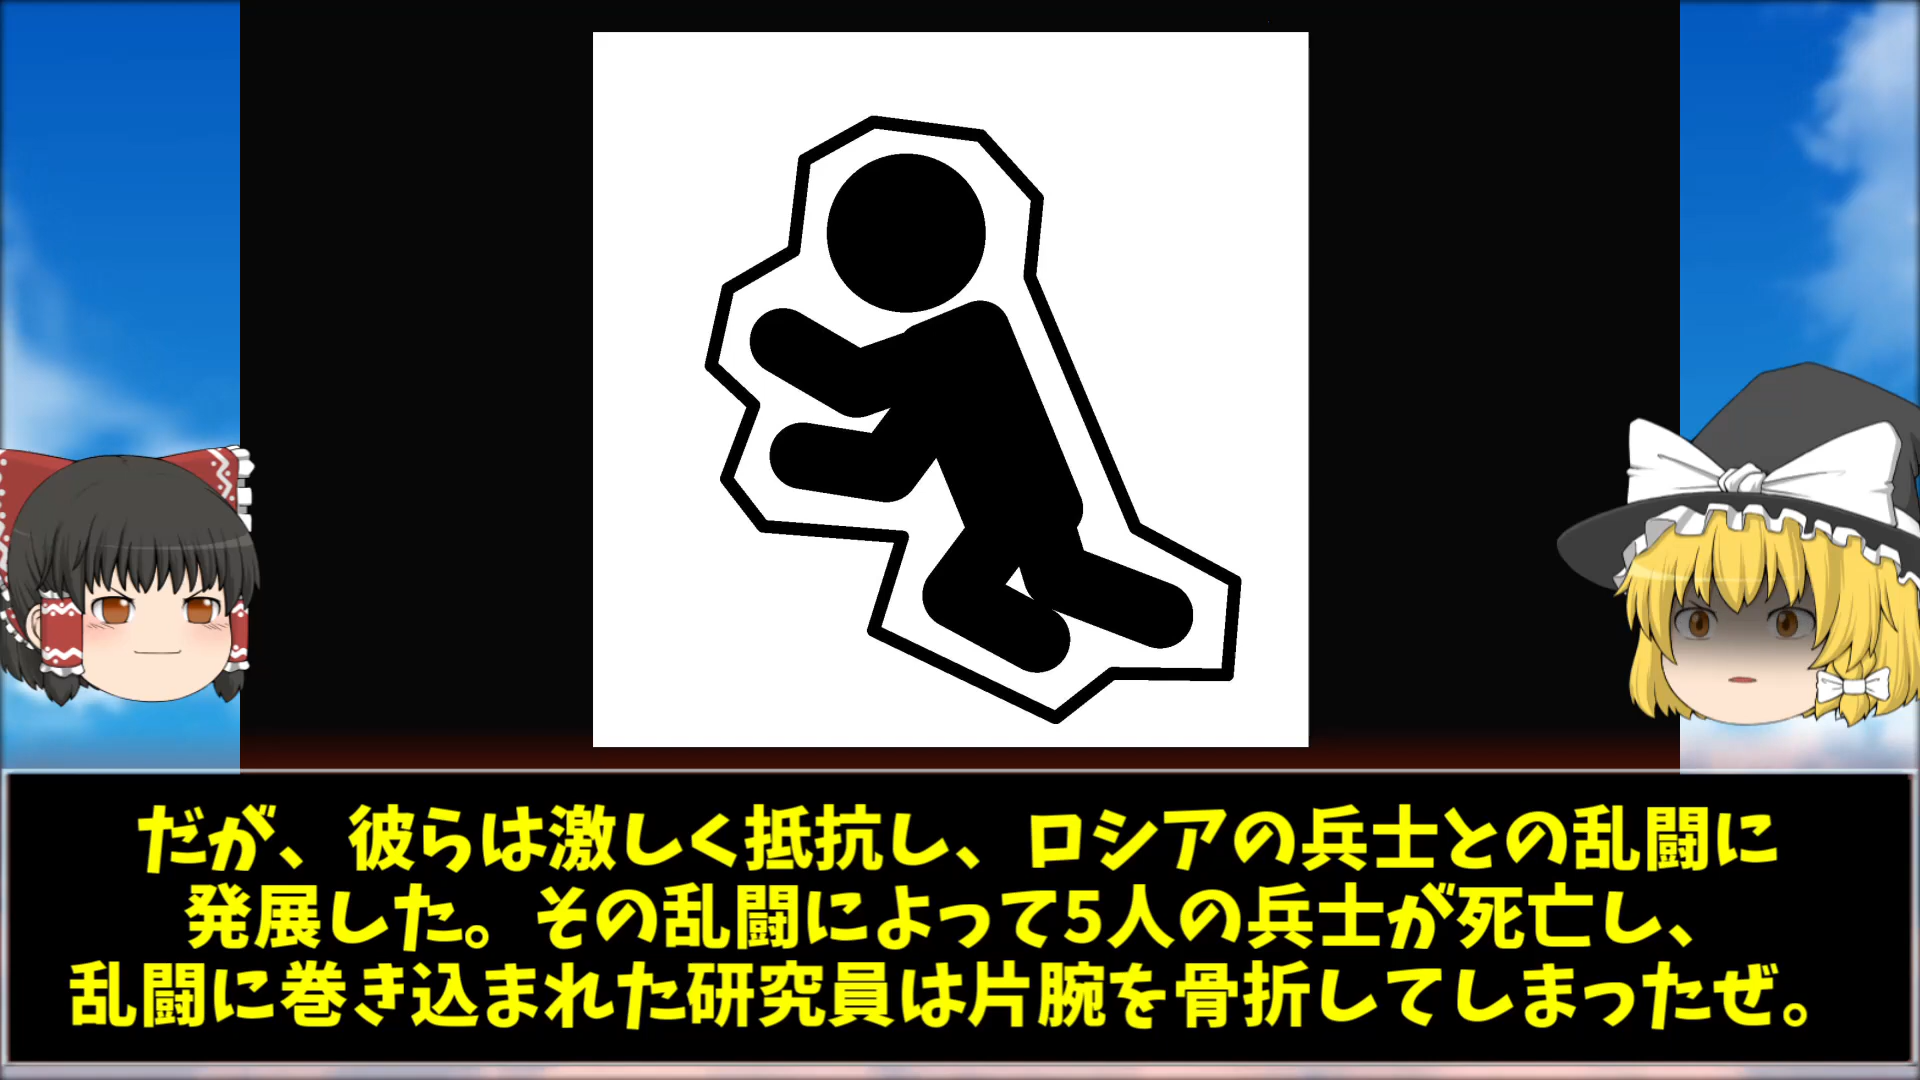 だが、彼らは激しく抵抗し、ロシアの兵士との乱闘に
発展した。その乱闘によって5人の兵士が死亡し、
乱闘に巻き込まれた研究員は片腕を骨折してしまったぜ。